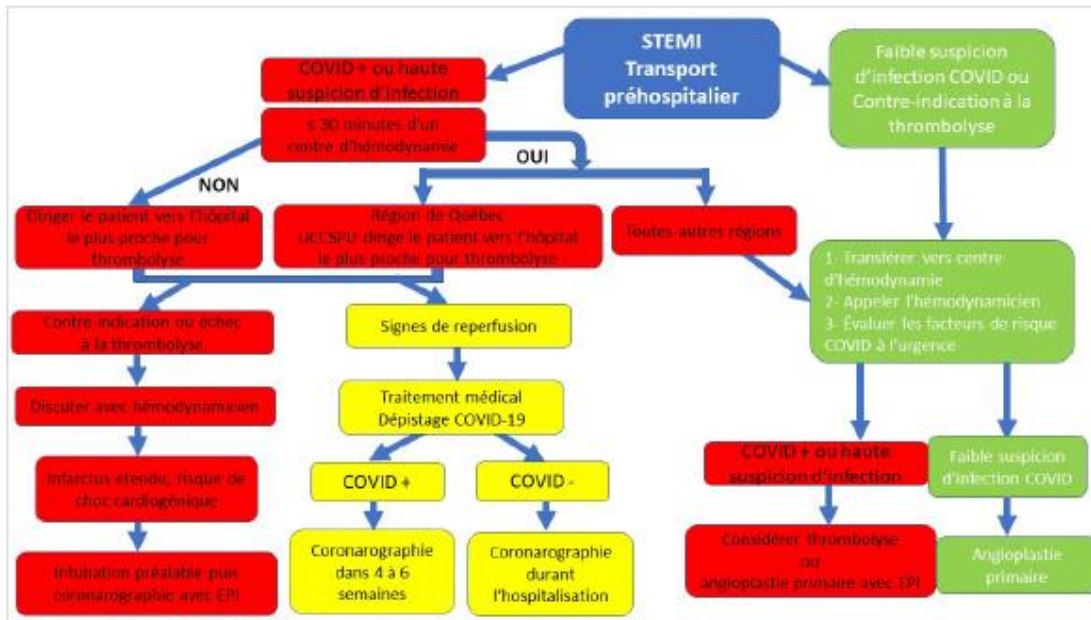 STEMI
Transport
préhospitalier
COVID + ou haute
suspicion d'infection
Faible suspicion
d'infection COVID ou
Contre-indication à la
thrombolyse
≤ 30 minutes d'un
centre d'hémodynamie
OUI
NON
Diriger le patient vers l'hôpital
le plus proche pour
thrombolyse
Région de Québec
UCCSPU dirige le patient vers l'hôpital
le plus proche pour thrombolyse
Toutes autres régions
1- Transférer vers centre
d'hémodynamie
2- Appeler l'hémodynamicien
3- Évaluer les facteurs de risque
COVID à l'urgence
Contre-indication ou échec
à la thrombolyse
Signes de reperfusion
Discuter avec hémodynamicien
Traitement médical
Dépistage COVID-19
Infarctus étendu, risque de
choc cardiogénique
COVID +
COVID -
COVID + ou haute
suspicion d'infection
Faible suspicion
d'infection COVID
Intubation préalable puis
coronarographie avec EPI
Coronarographie
dans 4 à 6
semaines
Coronarographie
durant
l'hospitalisation
Considérer thrombolyse
ou
angioplastie primaire avec EPI
Angioplastie
primaire